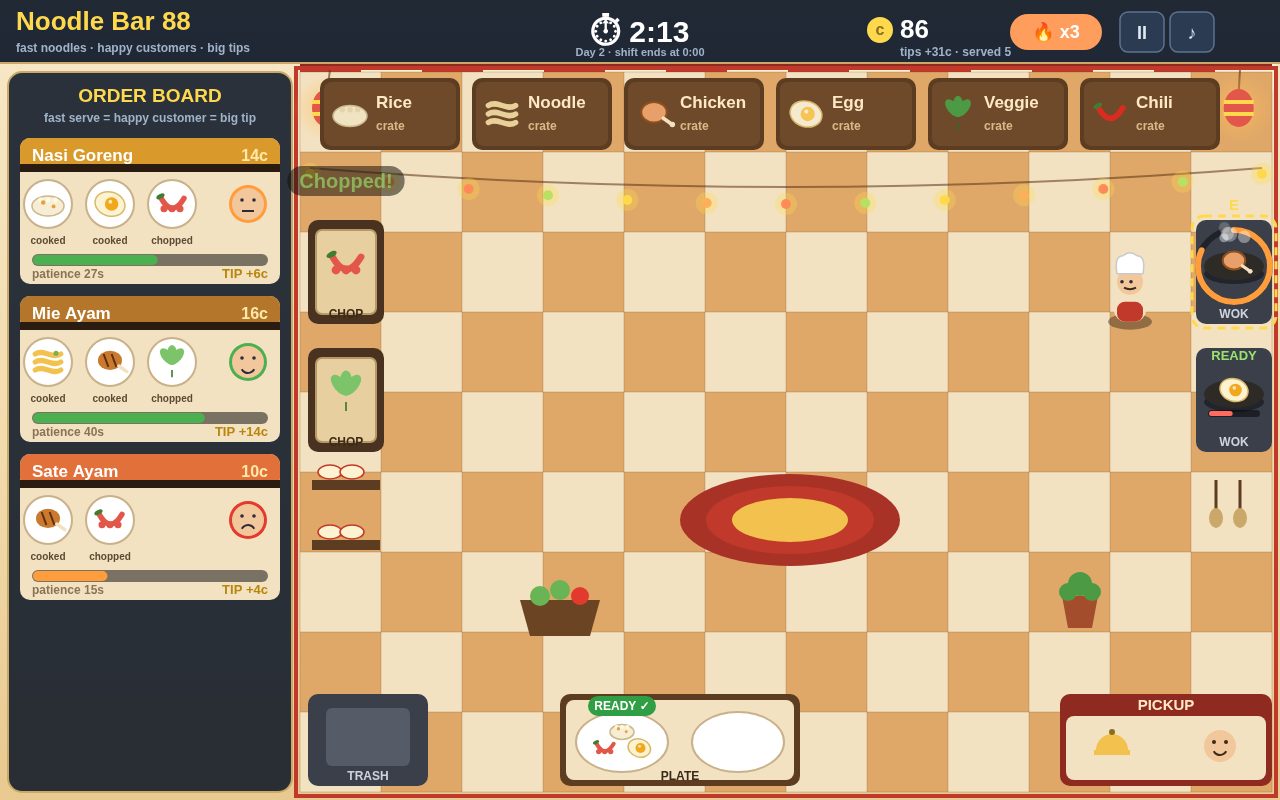 Noodle Bar 88
fast noodles · happy customers · big tips
2:13
Day 2 · shift ends at 0:00
c 86
tips +31c · served 5
x3
ORDER BOARD
fast serve = happy customer = big tip
Nasi Goreng 14c
cooked cooked chopped
patience 27s TIP +6c
Mie Ayam 16c
cooked cooked chopped
patience 40s TIP +14c
Sate Ayam 10c
cooked chopped
patience 15s TIP +4c
Rice
crate
Noodle
crate
Chicken
crate
Egg
crate
Veggie
crate
Chili
crate
Chopped!
E
CHOP
WOK
READY
CHOP
WOK
TRASH
READY ✓
PLATE
PICKUP